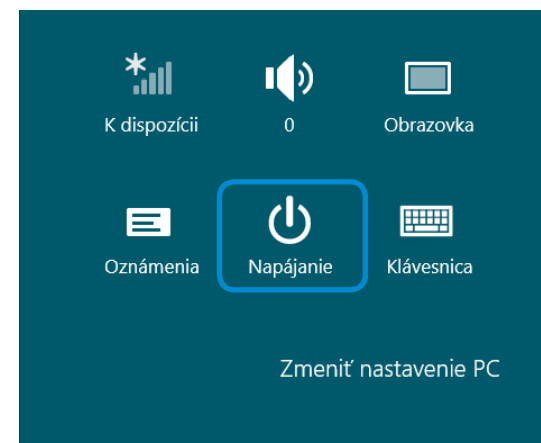 K dispozícii 0 Obrazovka
Oznámenia Napájanie Klávesnica
Zmeniť nastavenie PC